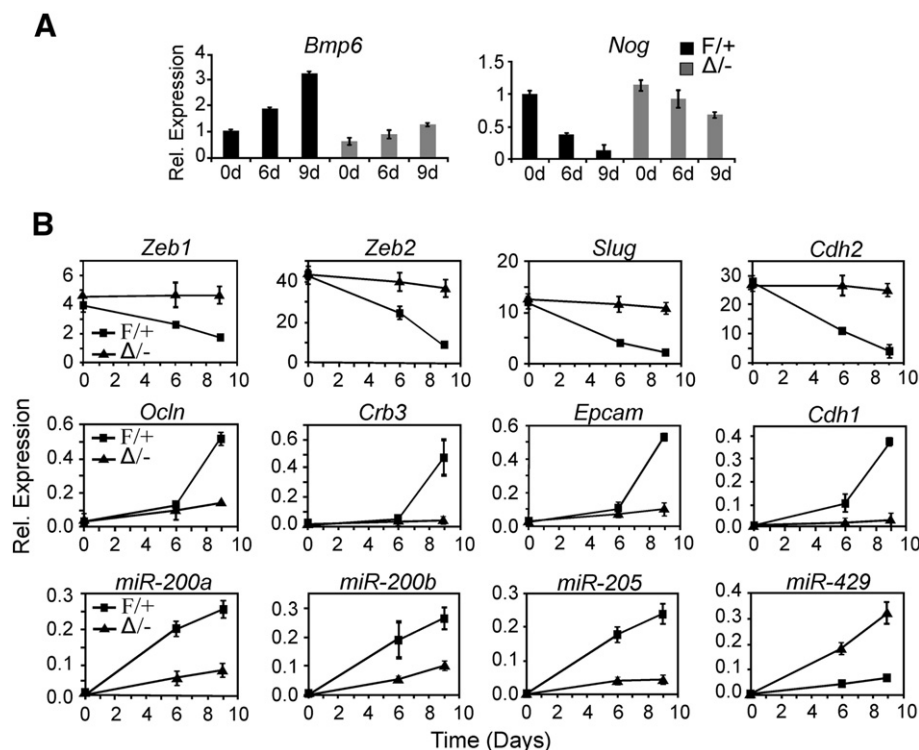 A
Bmp6
Nog
F/+
Δ/-
Rel. Expression
4
3
2
1
0
0d 6d 9d 0d 6d 9d
1
0.5
0
0d 6d 9d 0d 6d 9d
B
Zeb1 Zeb2 Slug Cdh2
6
4
2
0
F/+
Δ/-
0 2 4 6 8 10
40
20
0
0 2 4 6 8 10
20
10
0
0 2 4 6 8 10
30
20
10
0
0 2 4 6 8 10
Ocln Crb3 Epcam Cdh1
Rel. Expression
0.6
0.4
0.2
0.0
F/+
Δ/-
0 2 4 6 8 10
0.6
0.4
0.2
0.0
0 2 4 6 8 10
0.6
0.4
0.2
0.0
0 2 4 6 8 10
0.4
0.3
0.2
0.1
0.0
0 2 4 6 8 10
miR-200a miR-200b miR-205 miR-429
0.3
0.2
0.1
0.0
F/+
Δ/-
0 2 4 6 8 10
0.3
0.2
0.1
0.0
0 2 4 6 8 10
0.3
0.2
0.1
0.0
0 2 4 6 8 10
0.4
0.3
0.2
0.1
0.0
0 2 4 6 8 10
Time (Days)